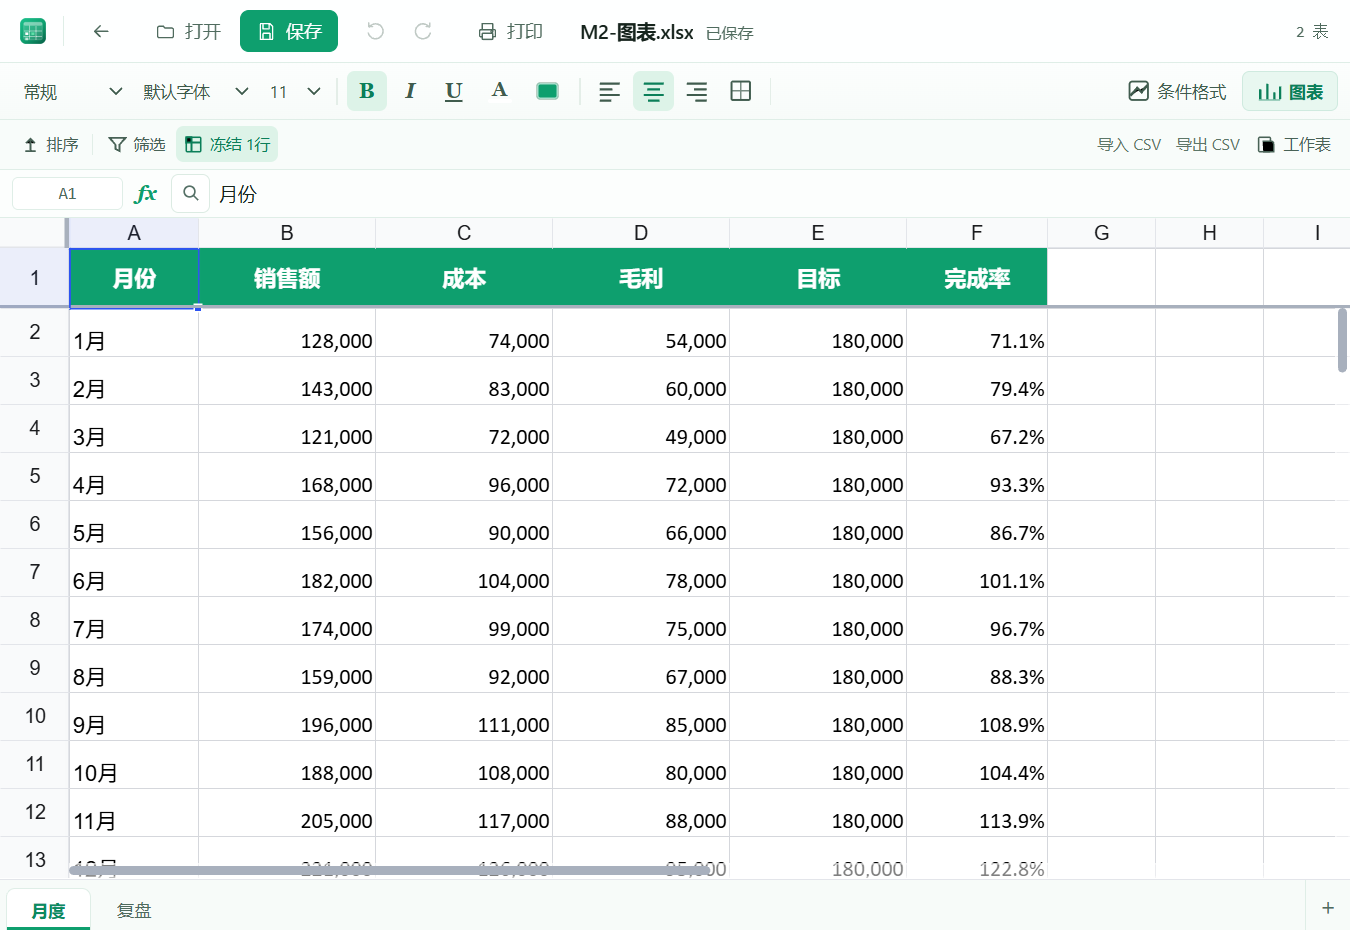 打开 保存 打印 M2-图表.xlsx 已保存 2 表
常规 默认字体 11 B I U A 条件格式 图表
排序 筛选 冻结 1行 导入 CSV 导出 CSV 工作表
A1 fx 月份
A B C D E F G H I
1 月份 销售额 成本 毛利 目标 完成率
2 1月 128,000 74,000 54,000 180,000 71.1%
3 2月 143,000 83,000 60,000 180,000 79.4%
4 3月 121,000 72,000 49,000 180,000 67.2%
5 4月 168,000 96,000 72,000 180,000 93.3%
6 5月 156,000 90,000 66,000 180,000 86.7%
7 6月 182,000 104,000 78,000 180,000 101.1%
8 7月 174,000 99,000 75,000 180,000 96.7%
9 8月 159,000 92,000 67,000 180,000 88.3%
10 9月 196,000 111,000 85,000 180,000 108.9%
11 10月 188,000 108,000 80,000 180,000 104.4%
12 11月 205,000 117,000 88,000 180,000 113.9%
13 12月 180,000 122.8%
月度 复盘 +